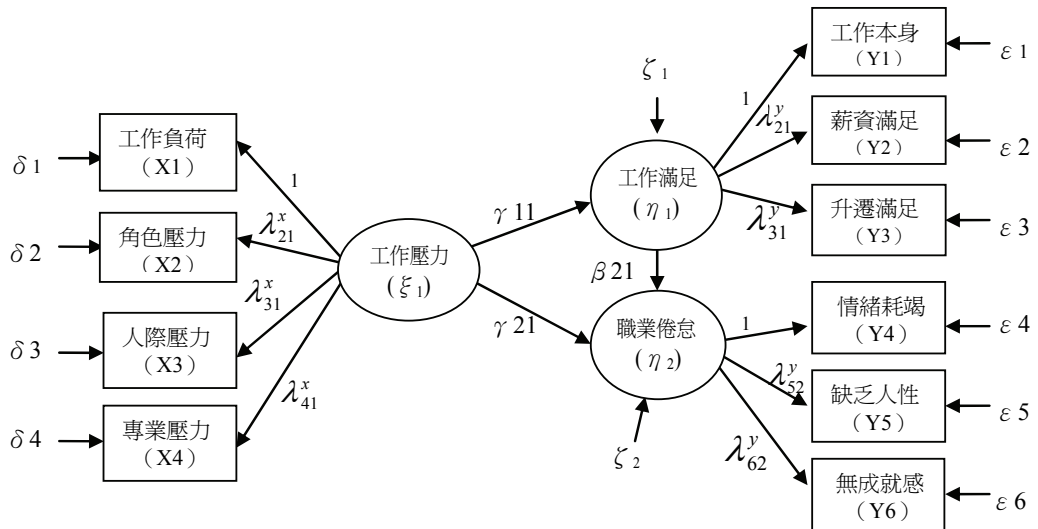 工作本身
(Y1)
ε1
ζ1
1
λ^y_21
薪資滿足
(Y2)
ε2
工作負荷
(X1)
δ1
1
工作滿足
(η1)
升遷滿足
(Y3)
ε3
λ^y_31
γ11
角色壓力
(X2)
δ2
λ^x_21
工作壓力
(ξ1)
β21
λ^x_31
情緒耗竭
(Y4)
ε4
1
γ21
職業倦怠
(η2)
人際壓力
(X3)
δ3
λ^y_52
缺乏人性
(Y5)
ε5
λ^x_41
專業壓力
(X4)
δ4
ζ2
λ^y_62
無成就感
(Y6)
ε6